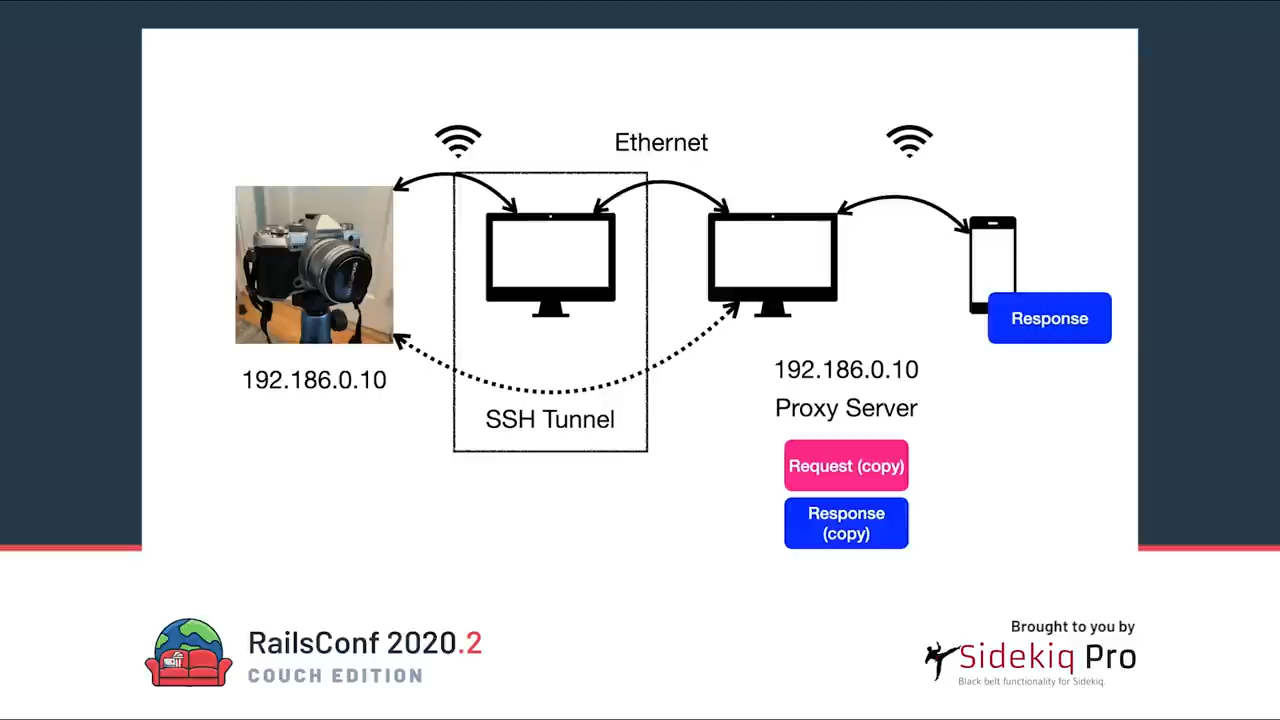 Ethernet
192.186.0.10
SSH Tunnel
192.186.0.10
Proxy Server
Request (copy)
Response
(copy)
Response
RailsConf 2020.2
COUCH EDITION
Brought to you by
Sidekiq Pro
Black belt functionality for Sidekiq.